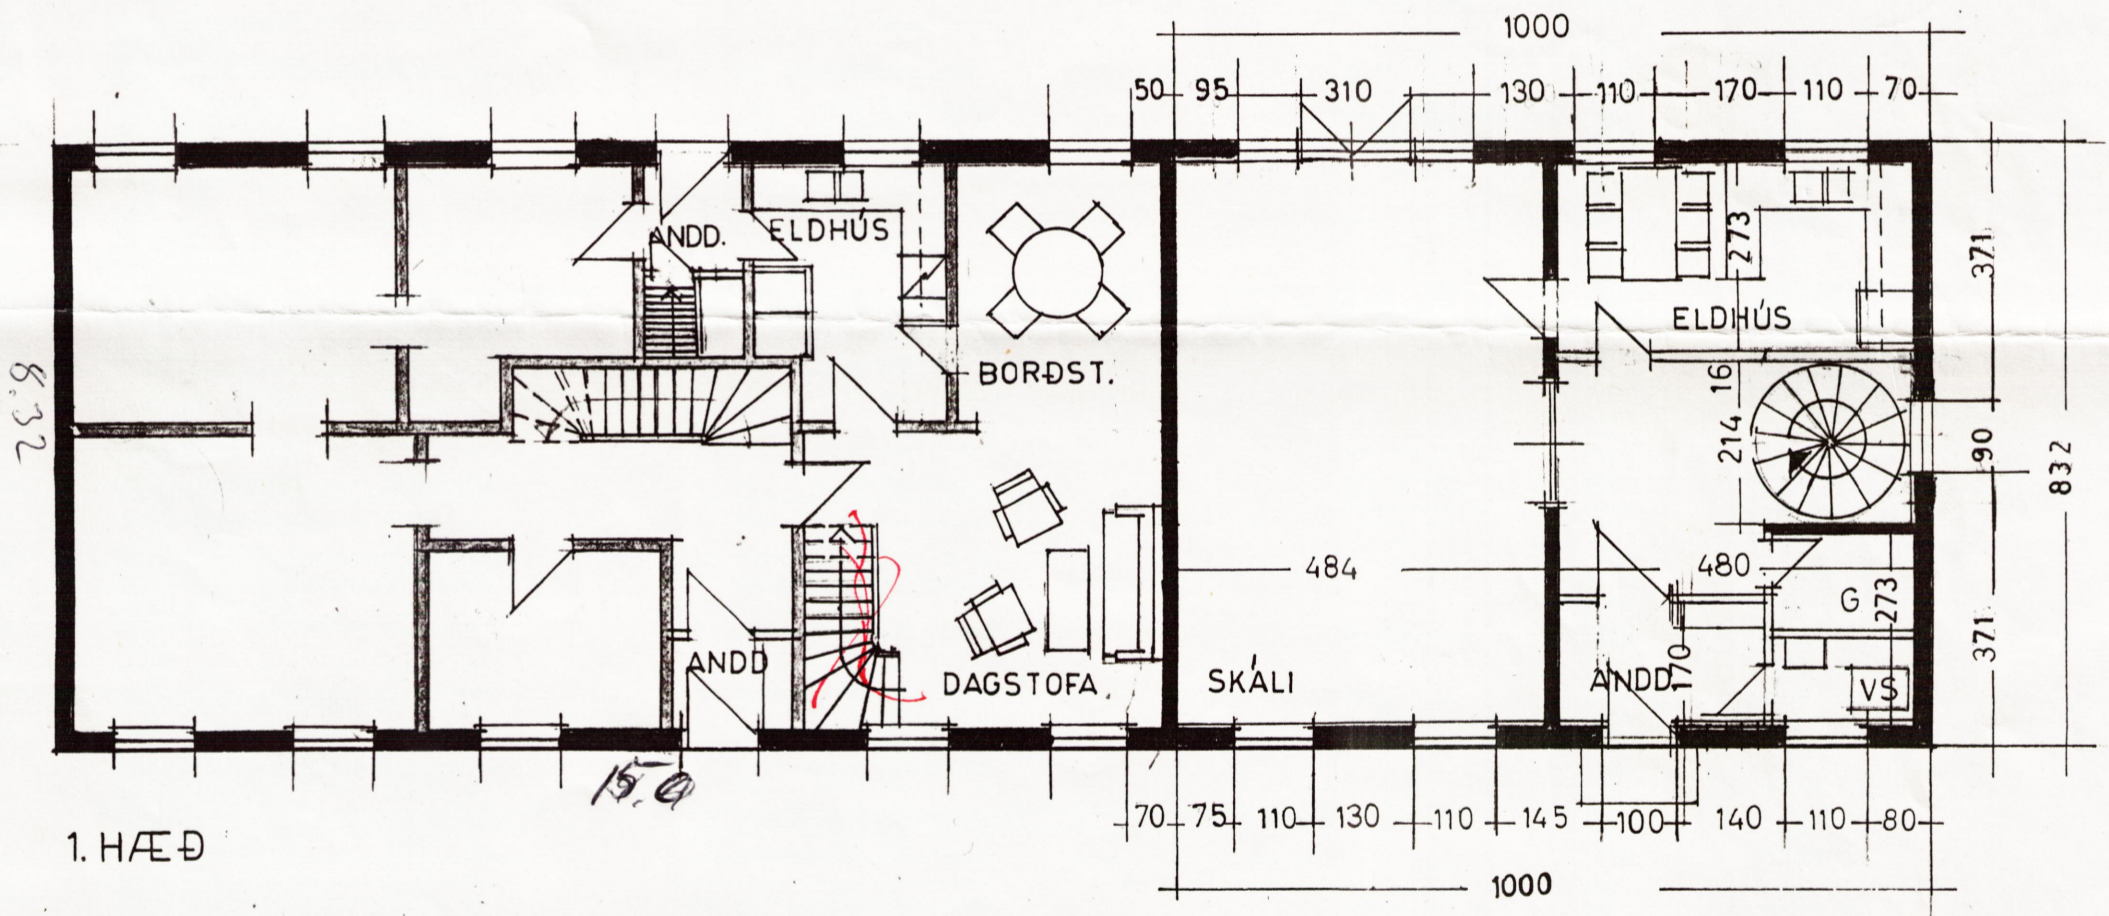 1000
50 95 310 130 110 170 110 70
ANDD. ELDHÚS
273
371
ELDHÚS
BORÐST.
16
8.32
214
90
832
484 480
G 273
371
ANDD
DAGSTOFA SKÁLI
ANDD. 170
VS
15.0
70 75 110 130 110 145 100 140 110 80
1. HÆÐ
1000